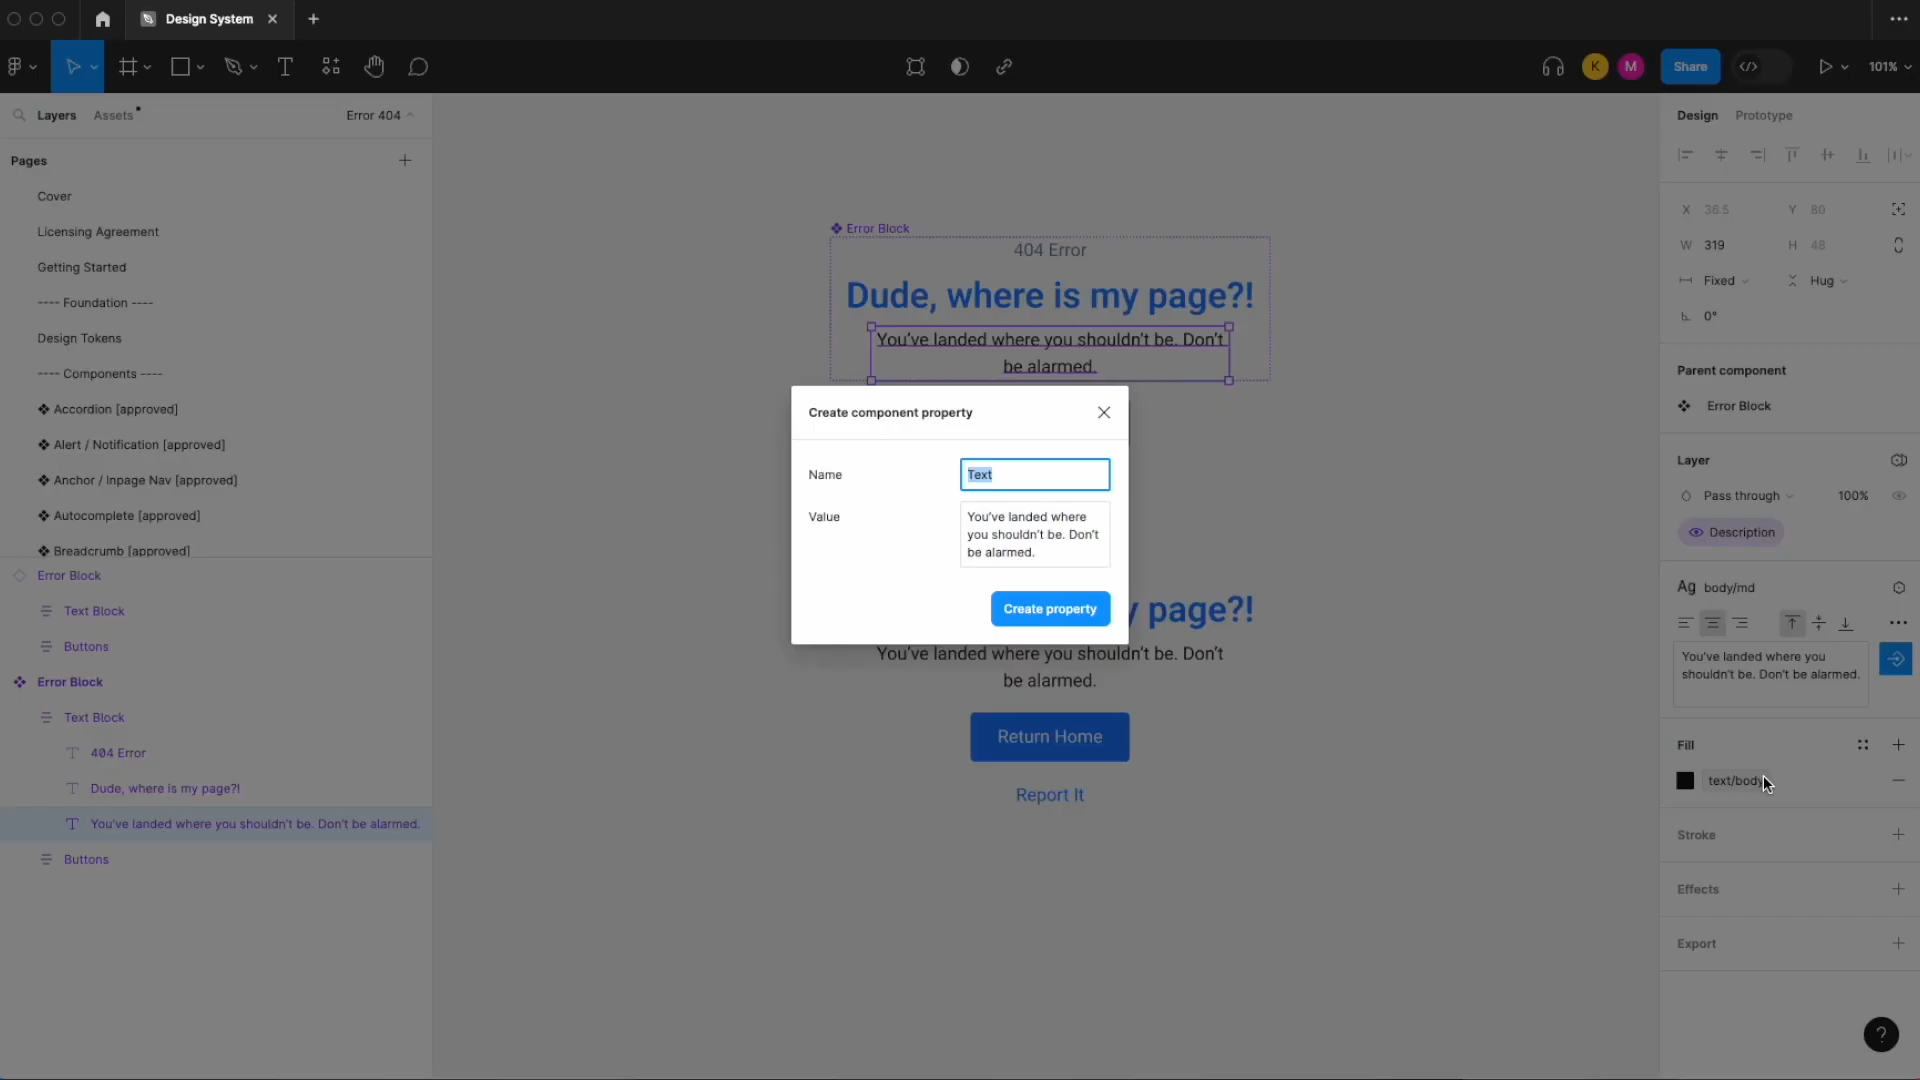 Design System
K
M
Share
101%
Layers
Assets
Error 404
Pages
Cover
Licensing Agreement
Getting Started
---- Foundation ----
Design Tokens
---- Components ----
Accordion [approved]
Alert / Notification [approved]
Anchor / Inpage Nav [approved]
Autocomplete [approved]
Breadcrumb [approved]
Error Block
Text Block
Buttons
Error Block
Text Block
404 Error
Dude, where is my page?!
You've landed where you shouldn't be. Don't be alarmed.
Buttons
Error Block
404 Error
Dude, where is my page?!
You've landed where you shouldn't be. Don't
be alarmed.
Create component property
Name
Text
Value
You've landed where
you shouldn't be. Don't
be alarmed.
Create property
page?!
You've landed where you shouldn't be. Don't
be alarmed.
Return Home
Report It
Design
Prototype
X 36.5
Y 80
W 319
H 48
Fixed
Hug
0°
Parent component
Error Block
Layer
Pass through
100%
Description
Ag body/md
You've landed where you
shouldn't be. Don't be alarmed.
Fill
text/body
Stroke
Effects
Export
?